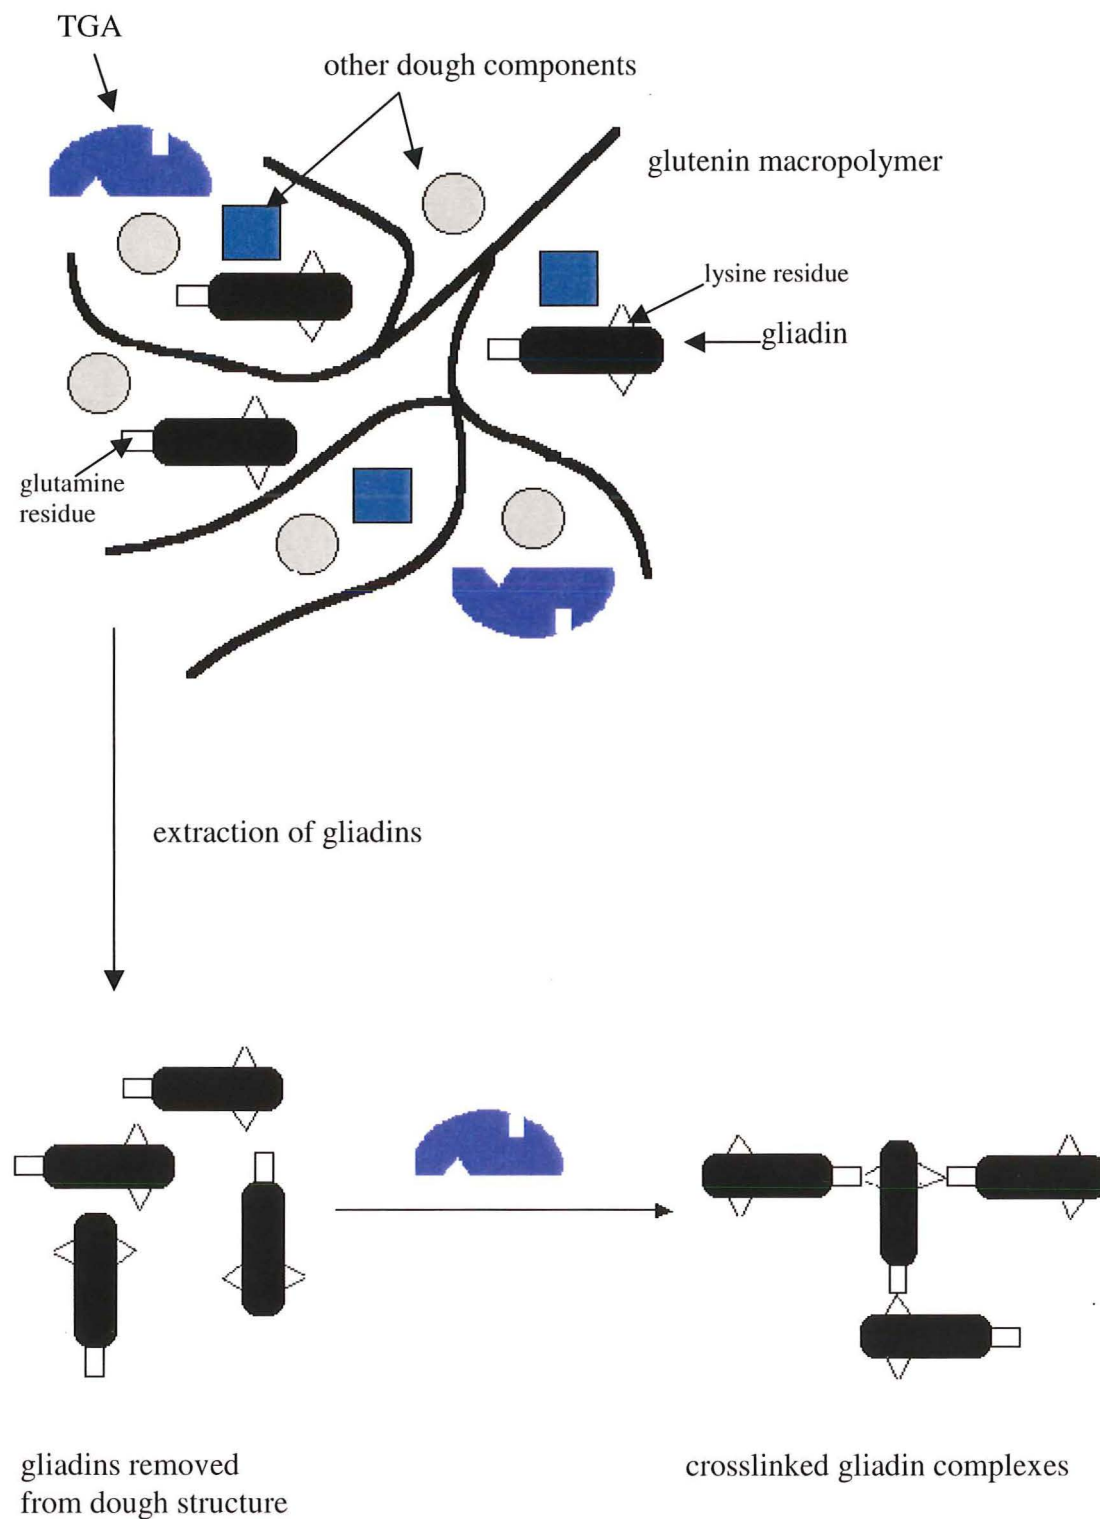 TGA
other dough components
glutenin macropolymer
lysine residue
gliadin
glutamine
residue
extraction of gliadins
gliadins removed
from dough structure
crosslinked gliadin complexes